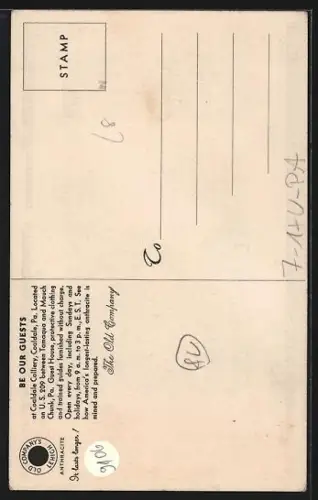 BE OUR GUESTS
at Coaldale Colliery, Coaldale, Pa. Located
on U.S. 209 between Tamaqua and Mauch
Chunk, Pa. Guest House, protective clothing
and trained guides furnished without charge.
Open every day, including Sundays and
holidays, from 9 a. m. to 3 p. m., E.S.T. See
how America's longest-lasting anthracite is
mined and prepared.
The Old Company
OLD COMPANY'S LEHIGH
ANTHRACITE
It lasts longer!
STAMP
To
L8
9106